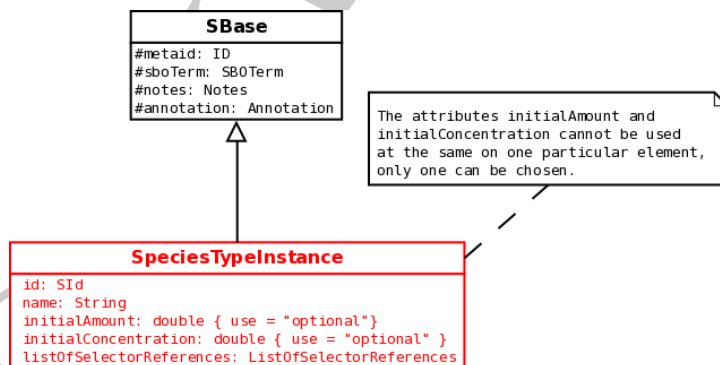 SBase
#metaid: ID
#sboTerm: SBOTerm
#notes: Notes
#annotation: Annotation
The attributes initialAmount and
initialConcentration cannot be used
at the same on one particular element,
only one can be chosen.
SpeciesTypeInstance
id: SId
name: String
initialAmount: double { use = "optional"}
initialConcentration: double { use = "optional" }
listOfSelectorReferences: ListOfSelectorReferences